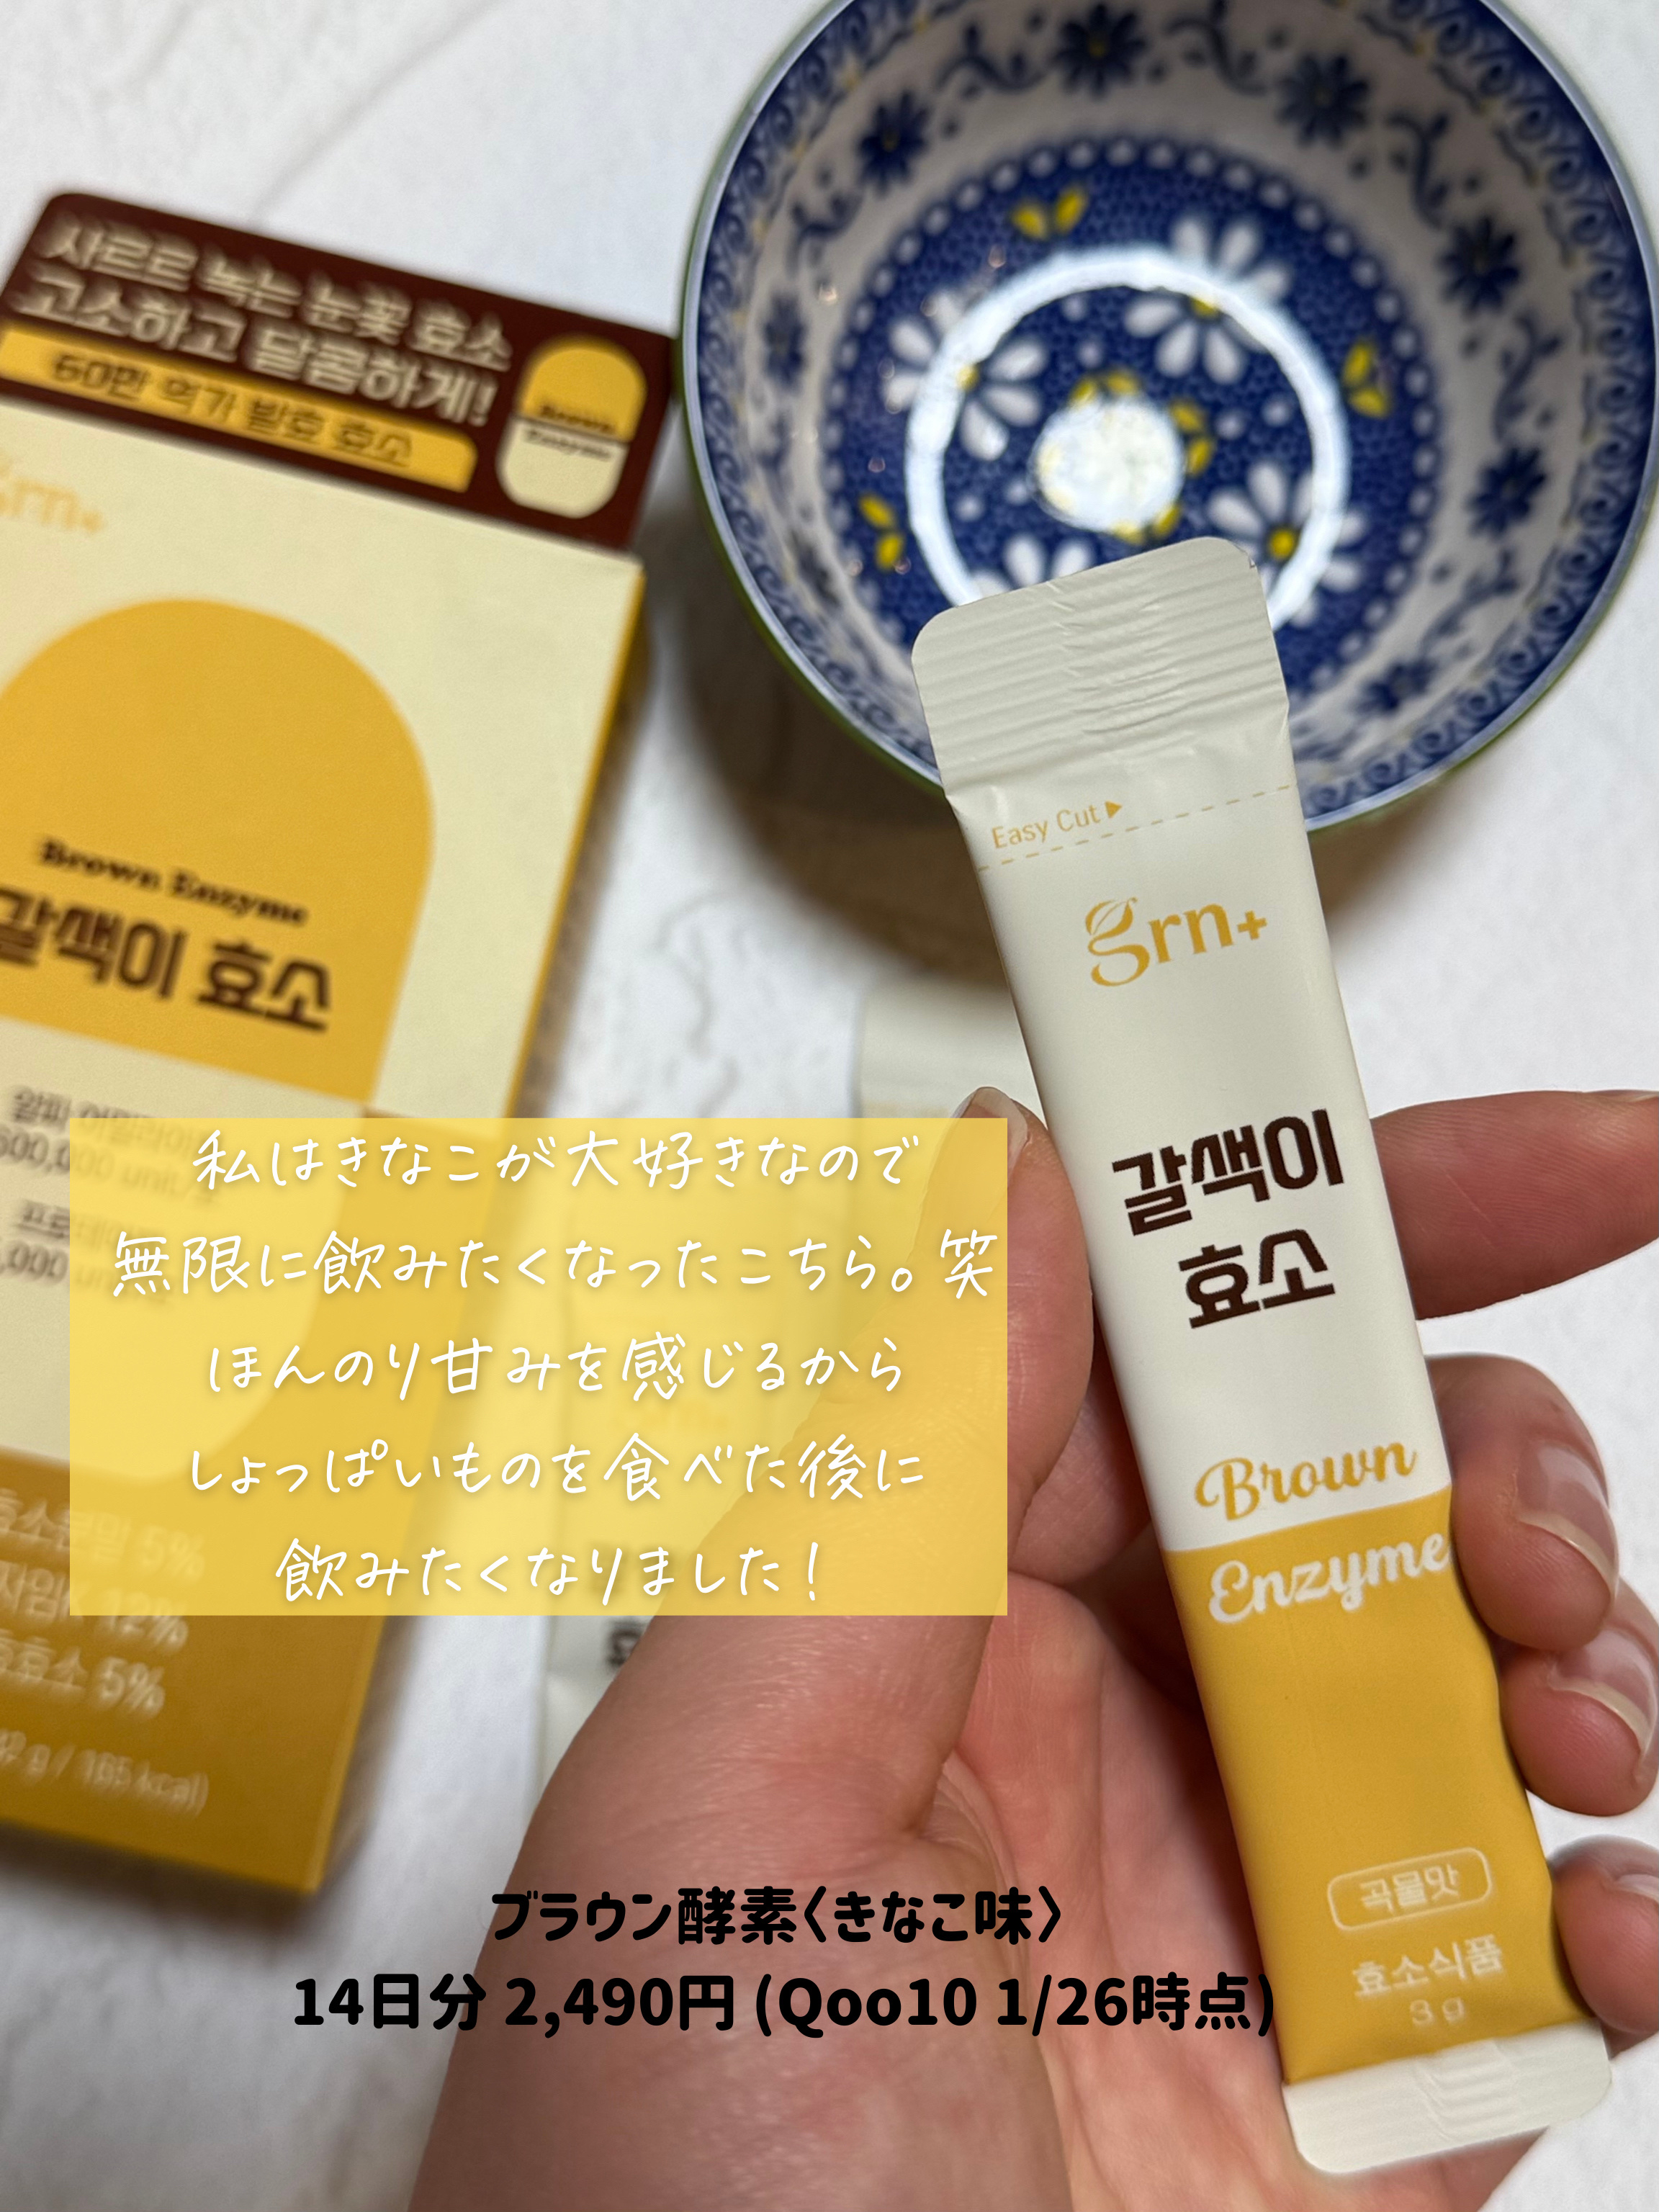 사르르 녹는 눈꽃 효소
고소하고 달콤하게!
60만 역가 발효 효소
Brown
Enzyme
grn+
Brown Enzyme
갈색이 효소
5%
12%
5%
Easy Cut
grn+
갈색이
효소
Brown
Enzyme
곡물맛
효소식품
3g
私はきなこが大好きなので
無限に飲みたくなったこちら。笑
ほんのり甘みを感じるから
しょっぱいものを食べた後に
飲みたくなりました！
ブラウン酵素〈きなこ味〉
14日分 2,490円 (Qoo10 1/26時点)